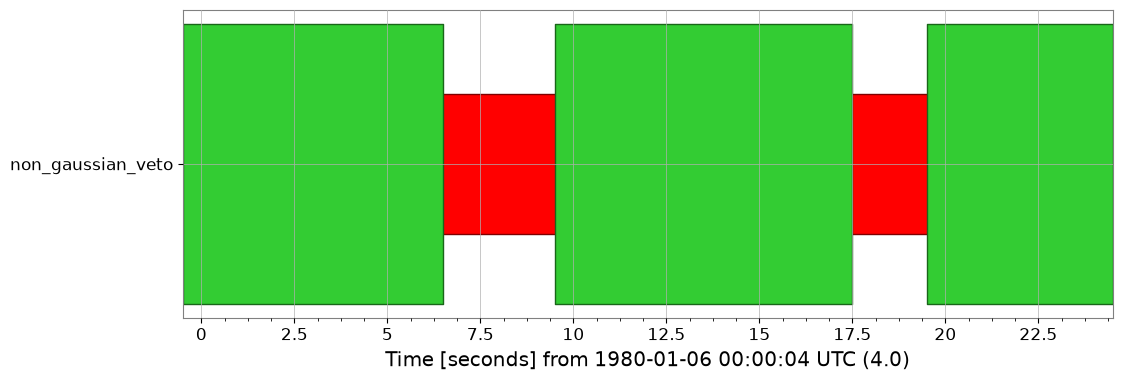 non_gaussian_veto
0 2.5 5 7.5 10 12.5 15 17.5 20 22.5
Time [seconds] from 1980-01-06 00:00:04 UTC (4.0)